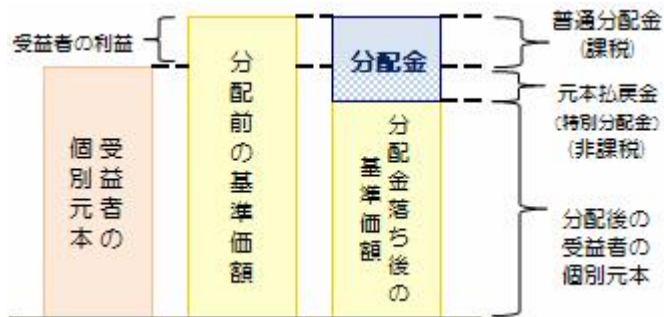 受益者の利益
受益者の
個別元本
分配前の基準価額
分配金
分配金落ち後の
基準価額
普通分配金
(課税)
元本払戻金
(特別分配金)
(非課税)
分配後の
受益者の
個別元本